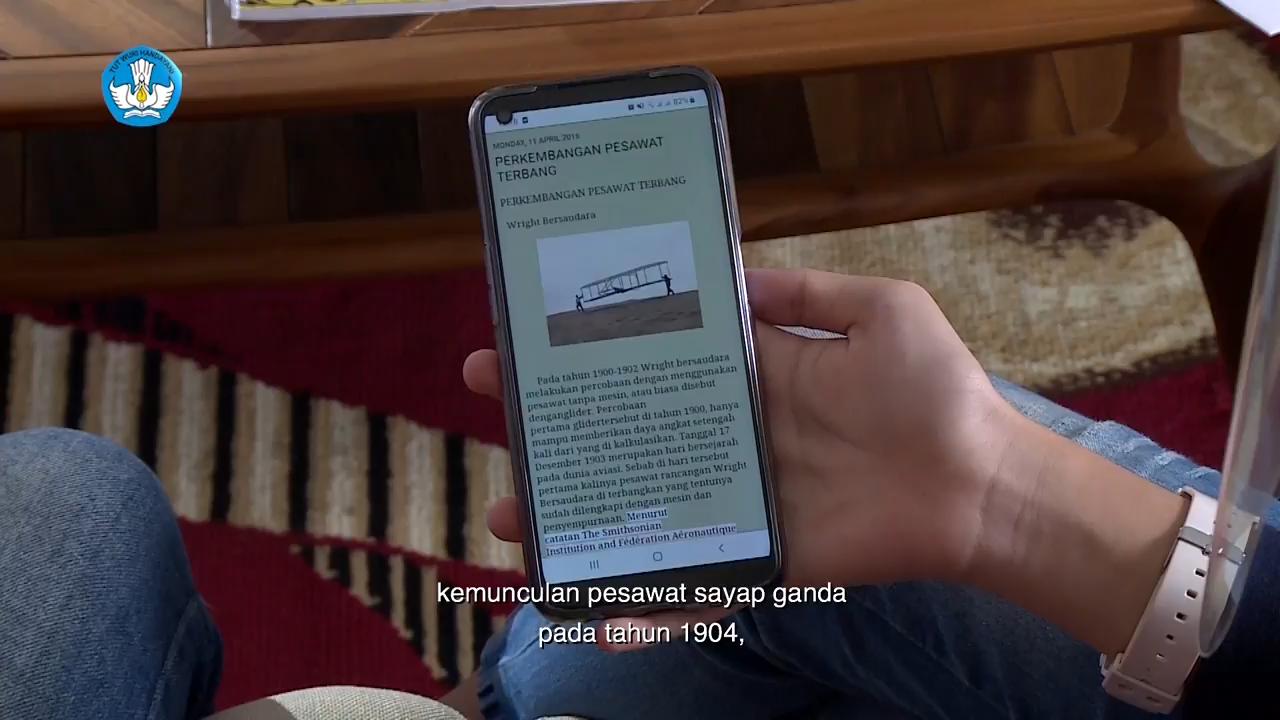 TUT WURI HANDAYANI
82%
MONDAY, 11 APRIL 2016
PERKEMBANGAN PESAWAT
TERBANG
PERKEMBANGAN PESAWAT TERBANG
Wright Bersaudara
Pada tahun 1900-1902 Wright bersaudara
melakukan percobaan dengan menggunakan
pesawat tanpa mesin, atau biasa disebut
denganglider. Percobaan
pertama glidertersebut di tahun 1900, hanya
mampu memberikan daya angkat setengah
kali dari yang di kalkulasikan. Tanggal 17
Desember 1903 merupakan hari bersejarah
pada dunia aviasi. Sebab di hari tersebut
pertama kalinya pesawat rancangan Wright
Bersaudara di terbangkan yang tentunya
sudah dilengkapi dengan mesin dan
penyempurnaan. Menurut
catatan The Smithsonian
Institution and Fédération Aéronautique
kemunculan pesawat sayap ganda
pada tahun 1904,